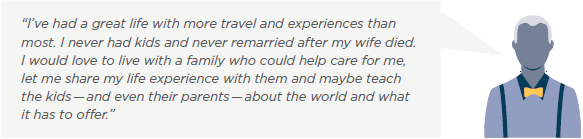 “I’ve had a great life with more travel and experiences than
most. I never had kids and never remarried after my wife died.
I would love to live with a family who could help care for me,
let me share my life experience with them and maybe teach
the kids—and even their parents—about the world and what
it has to offer.”